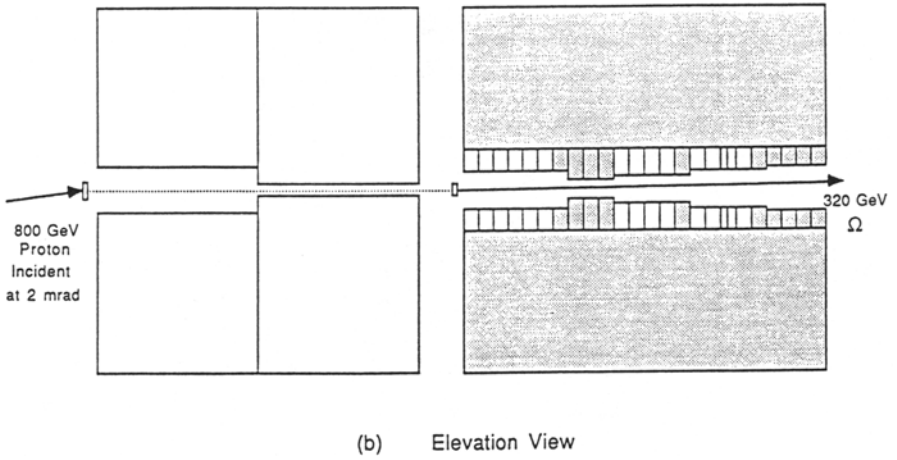 800 GeV
Proton
Incident
at 2 mrad
320 GeV
Ω
(b) Elevation View